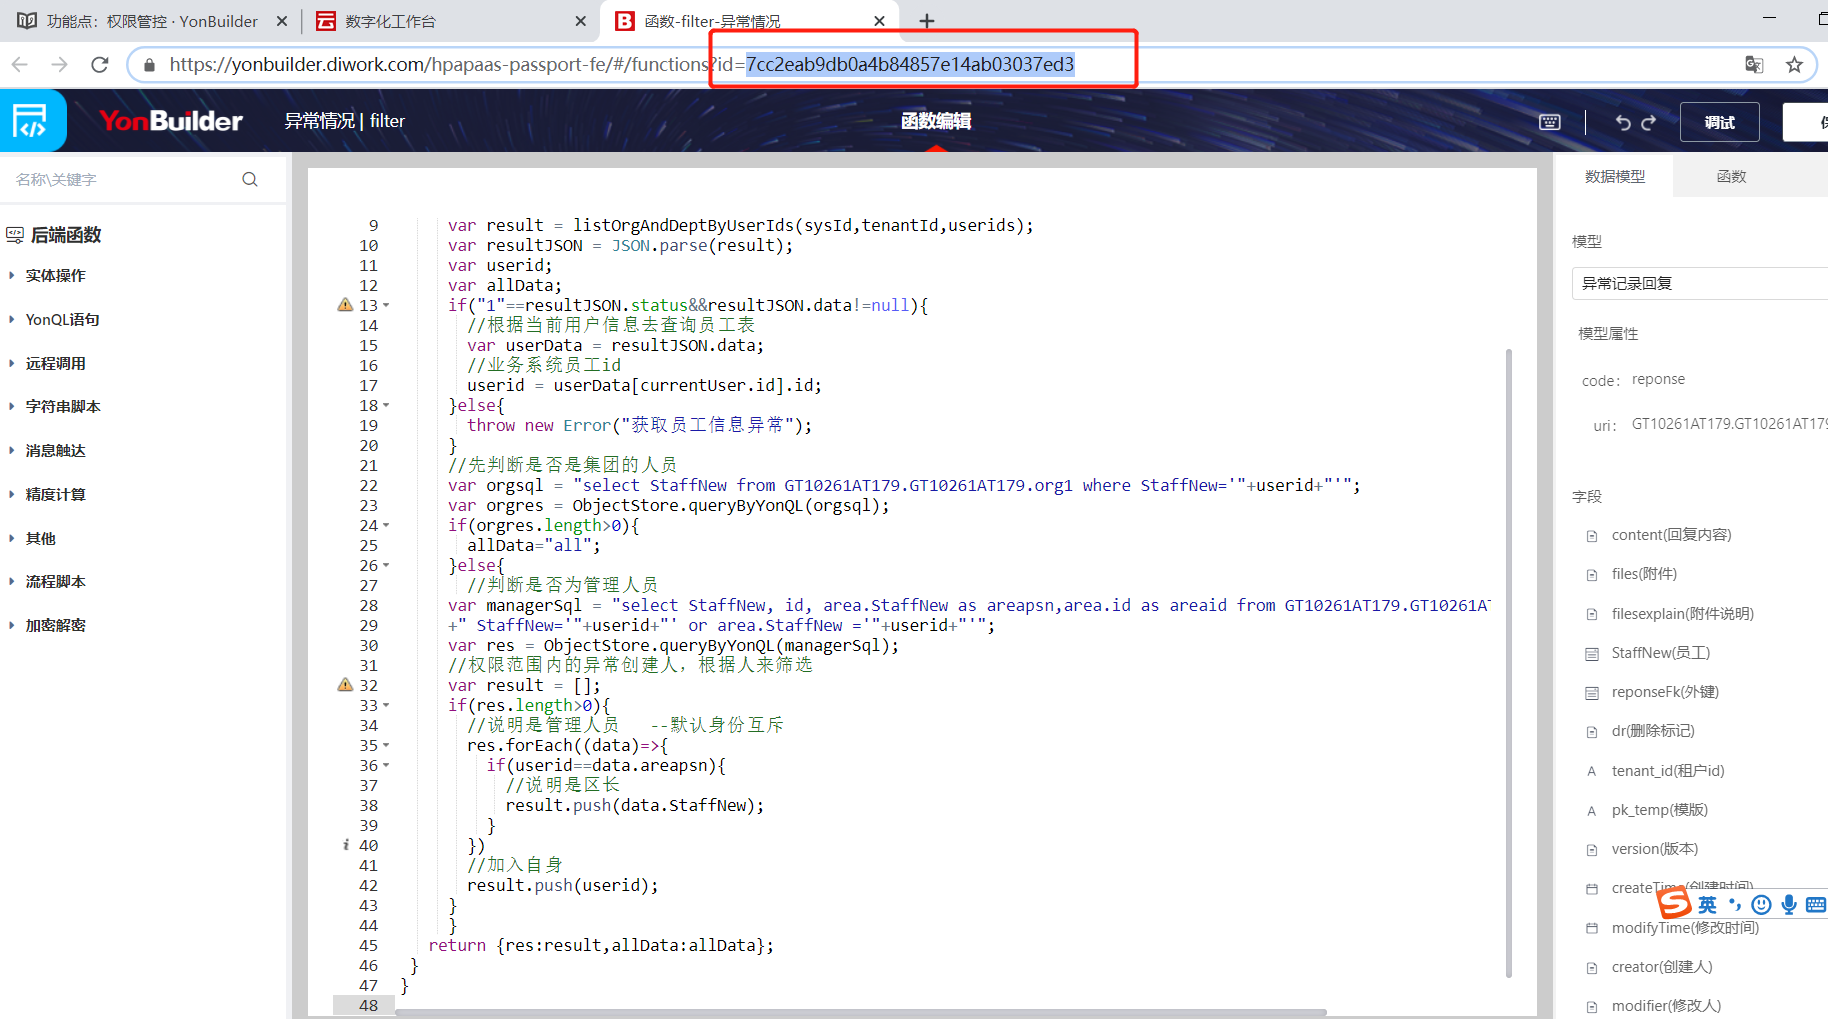 功能点：权限管控 · YonBuilder
数字化工作台
函数-filter-异常情况
https://yonbuilder.diwork.com/hpapaas-passport-fe/#/functions?id=7cc2eab9db0a4b84857e14ab03037ed3
YonBuilder
异常情况 | filter
函数编辑
调试
名称\关键字
后端函数
实体操作
YonQL语句
远程调用
字符串脚本
消息触达
精度计算
其他
流程脚本
加密解密
9 var result = listOrgAndDeptByUserIds(sysId,tenantId,userids);
10 var resultJSON = JSON.parse(result);
11 var userid;
12 var allData;
13 if("1"==resultJSON.status&&resultJSON.data!=null){
14 //根据当前用户信息去查询员工表
15 var userData = resultJSON.data;
16 //业务系统员工id
17 userid = userData[currentUser.id].id;
18 }else{
19 throw new Error("获取员工信息异常");
20 }
21 //先判断是否是集团的人员
22 var orgsql = "select StaffNew from GT10261AT179.GT10261AT179.org1 where StaffNew='"+userid+"'";
23 var orgres = ObjectStore.queryByYonQL(orgsql);
24 if(orgres.length>0){
25 allData="all";
26 }else{
27 //判断是否为管理人员
28 var managerSql = "select StaffNew, id, area.StaffNew as areapsn,area.id as areaid from GT10261AT179.GT10261AT
29 +" StaffNew='"+userid+"' or area.StaffNew ='"+userid+"'";
30 var res = ObjectStore.queryByYonQL(managerSql);
31 //权限范围内的异常创建人，根据人来筛选
32 var result = [];
33 if(res.length>0){
34 //说明是管理人员 --默认身份互斥
35 res.forEach((data)=>{
36 if(userid==data.areapsn){
37 //说明是区长
38 result.push(data.StaffNew);
39 }
40 })
41 //加入自身
42 result.push(userid);
43 }
44 }
45 return {res:result,allData:allData};
46 }
47 }
48
数据模型
函数
模型
异常记录回复
模型属性
code： reponse
uri： GT10261AT179.GT10261AT179
字段
content(回复内容)
files(附件)
filesexplain(附件说明)
StaffNew(员工)
reponseFk(外键)
dr(删除标记)
A tenant_id(租户id)
A pk_temp(模版)
version(版本)
createTime(创建时间)
英
modifyTime(修改时间)
creator(创建人)
modifier(修改人)